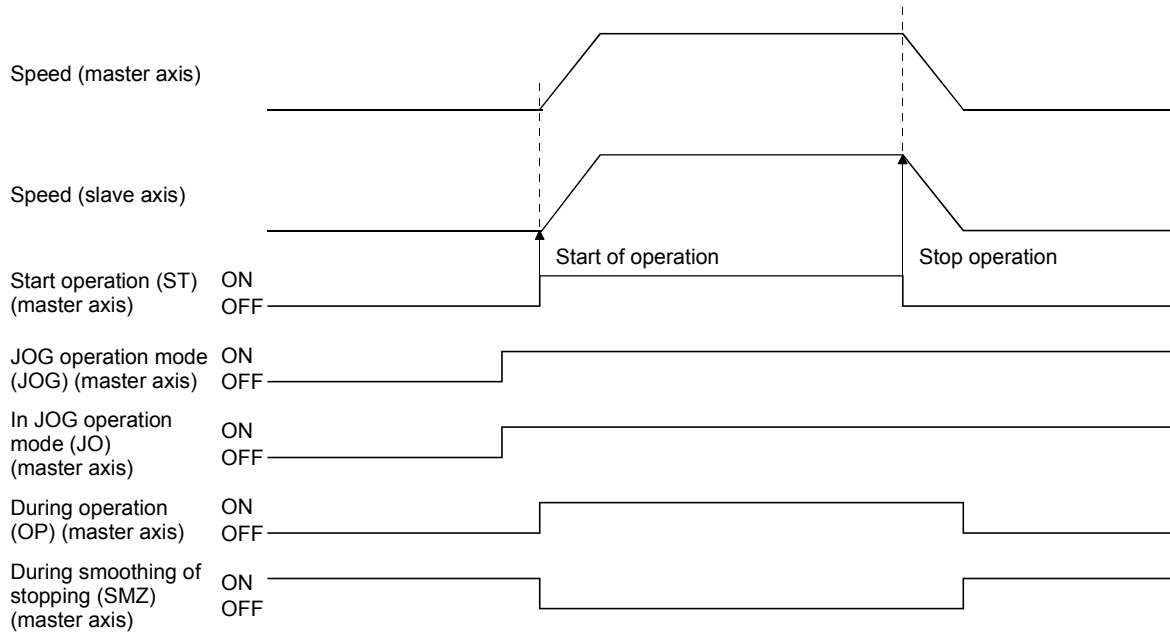 Speed (master axis)
Speed (slave axis)
Start of operation
Stop operation
Start operation (ST)
(master axis)
ON
OFF
JOG operation mode
(JOG) (master axis)
ON
OFF
In JOG operation
mode (JO)
(master axis)
ON
OFF
During operation
(OP) (master axis)
ON
OFF
During smoothing of
stopping (SMZ)
(master axis)
ON
OFF